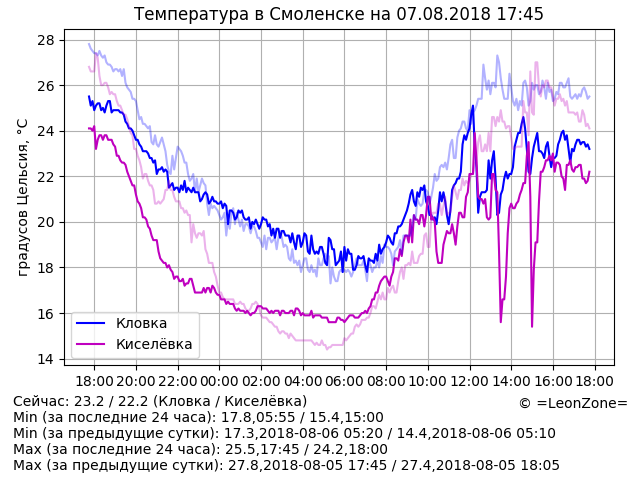 Температура в Смоленске на 07.08.2018 17:45
градусов Цельсия, °C
28
26
24
22
20
18
16
14
Кловка
Киселёвка
18:00 20:00 22:00 00:00 02:00 04:00 06:00 08:00 10:00 12:00 14:00 16:00 18:00
Сейчас: 23.2 / 22.2 (Кловка / Киселёвка)
© =LeonZone=
Min (за последние 24 часа): 17.8,05:55 / 15.4,15:00
Min (за предыдущие сутки): 17.3,2018-08-06 05:20 / 14.4,2018-08-06 05:10
Max (за последние 24 часа): 25.5,17:45 / 24.2,18:00
Max (за предыдущие сутки): 27.8,2018-08-05 17:45 / 27.4,2018-08-05 18:05